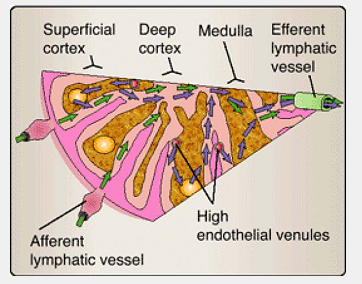 Superficial
cortex
Deep
cortex
Medulla
Efferent
lymphatic
vessel
High
endothelial venules
Afferent
lymphatic vessel